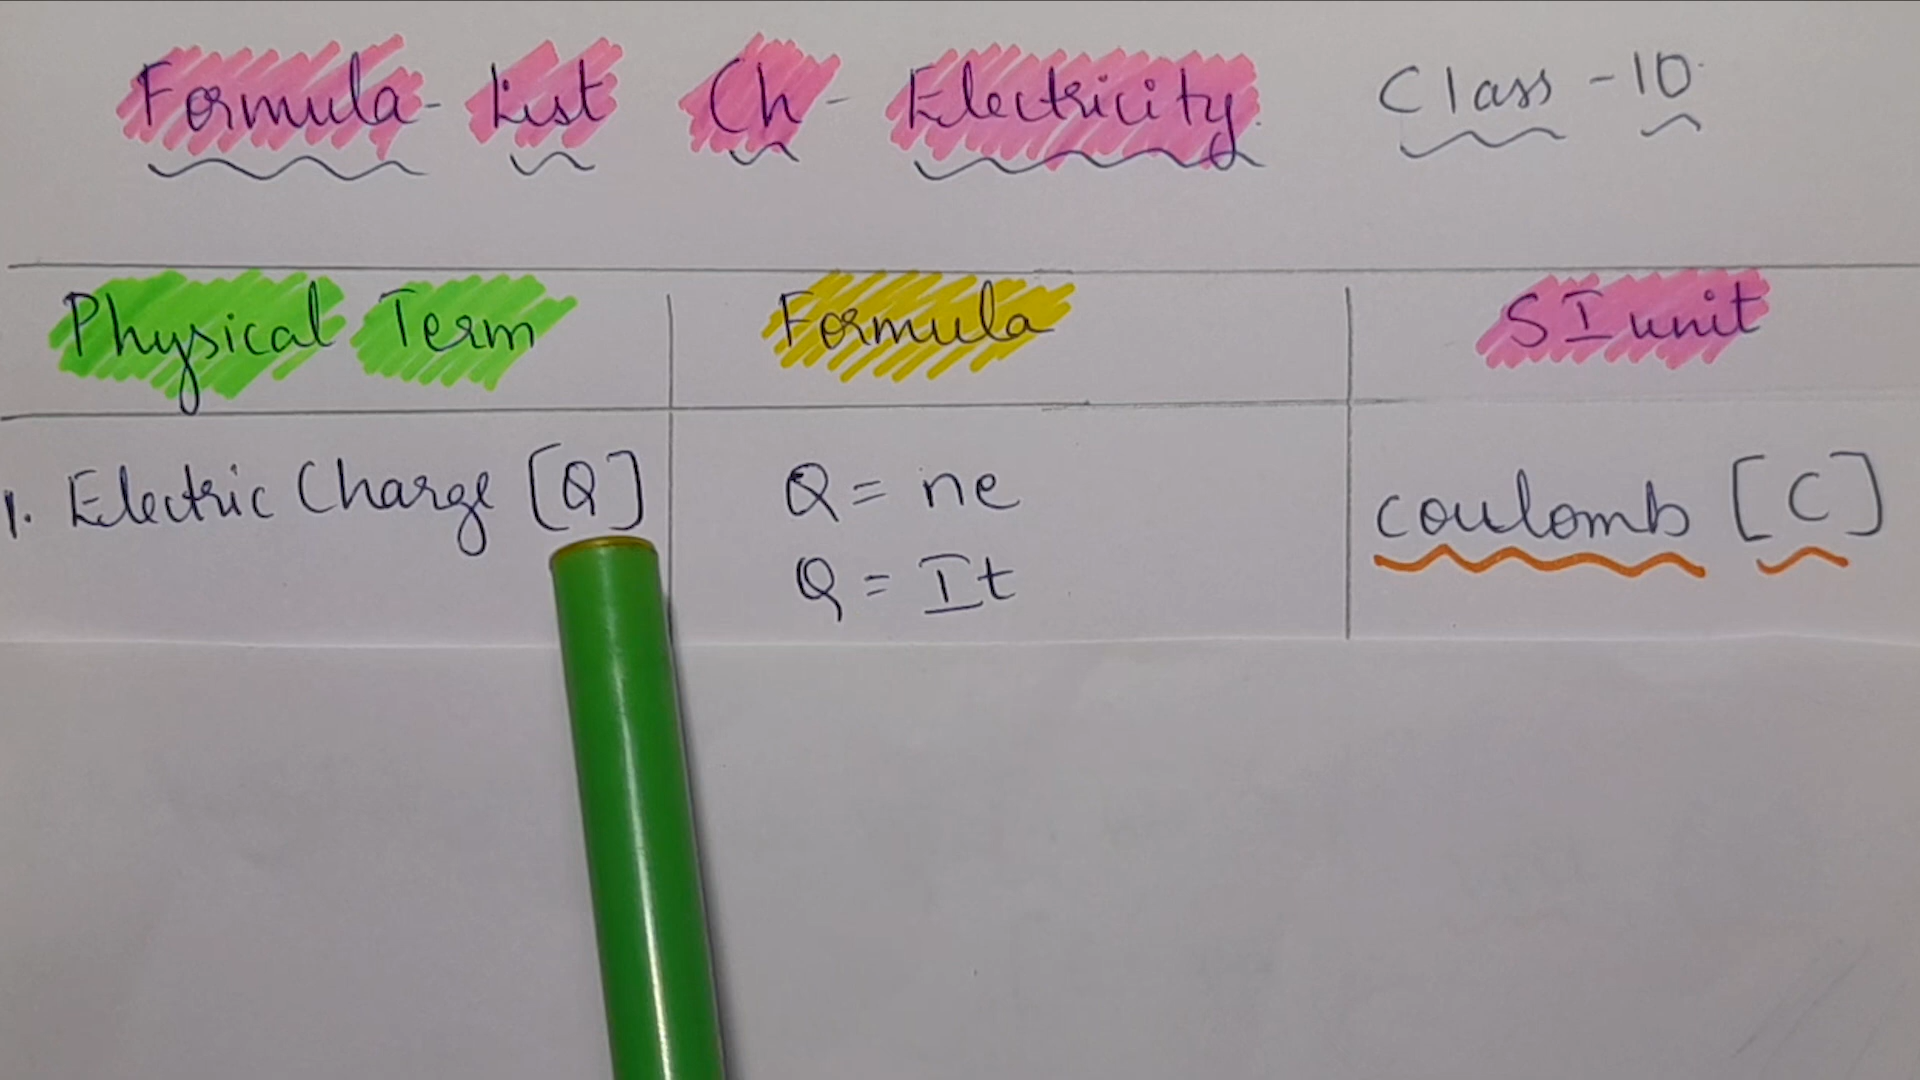 Formula - List Ch - Electricity. Class - 10.
Physical Term Formula SI unit
1. Electric Charge [Q] Q = ne coulomb [C]
Q = It